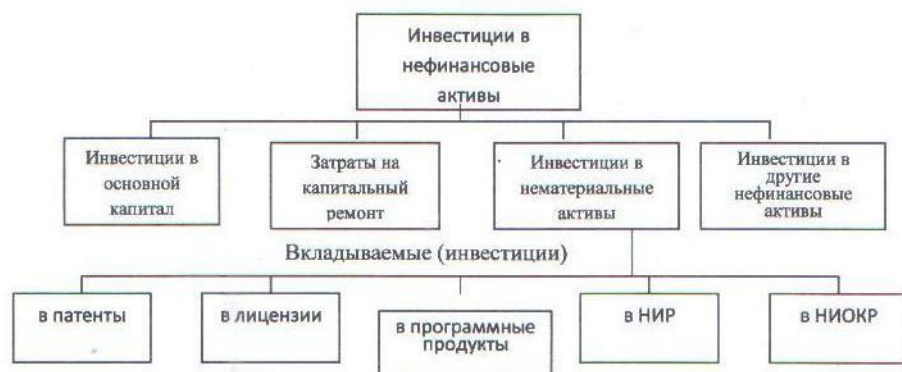 Инвестиции в
нефинансовые
активы
Инвестиции в
основной
капитал
Затраты на
капитальный
ремонт
Инвестиции в
нематериальные
активы
Инвестиции в
другие
нефинансовые
активы
Вкладываемые (инвестиции)
в патенты
в лицензии
в программные
продукты
в НИР
в НИОКР